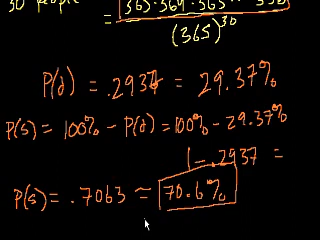 30 people = 365·364·363··· 336
(365)^30
P(d) = .2937 = 29.37%
P(s) = 100% - P(d) = 100% - 29.37%
1 - .2937 =
P(s) = .7063 ≈ 70.6%